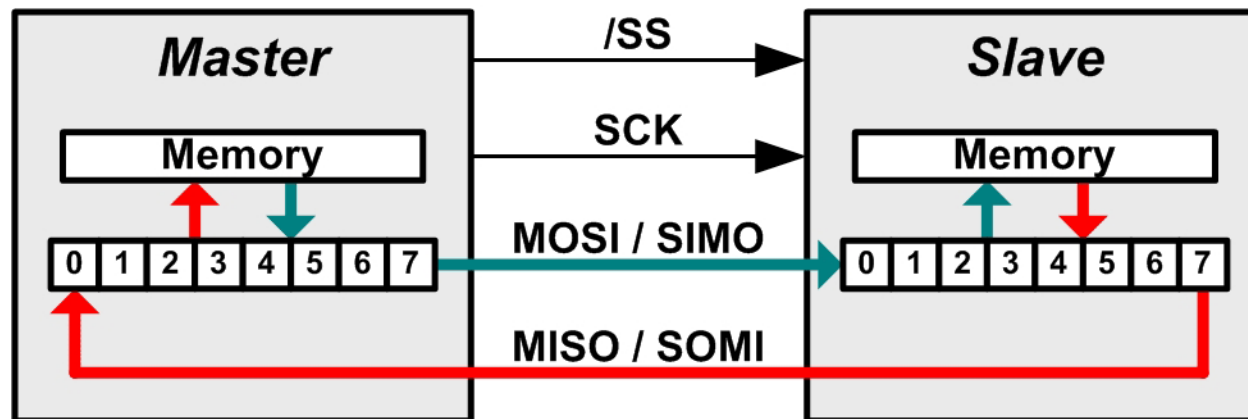 Master
/SS
Slave
SCK
Memory
Memory
MOSI / SIMO
0 1 2 3 4 5 6 7
0 1 2 3 4 5 6 7
MISO / SOMI